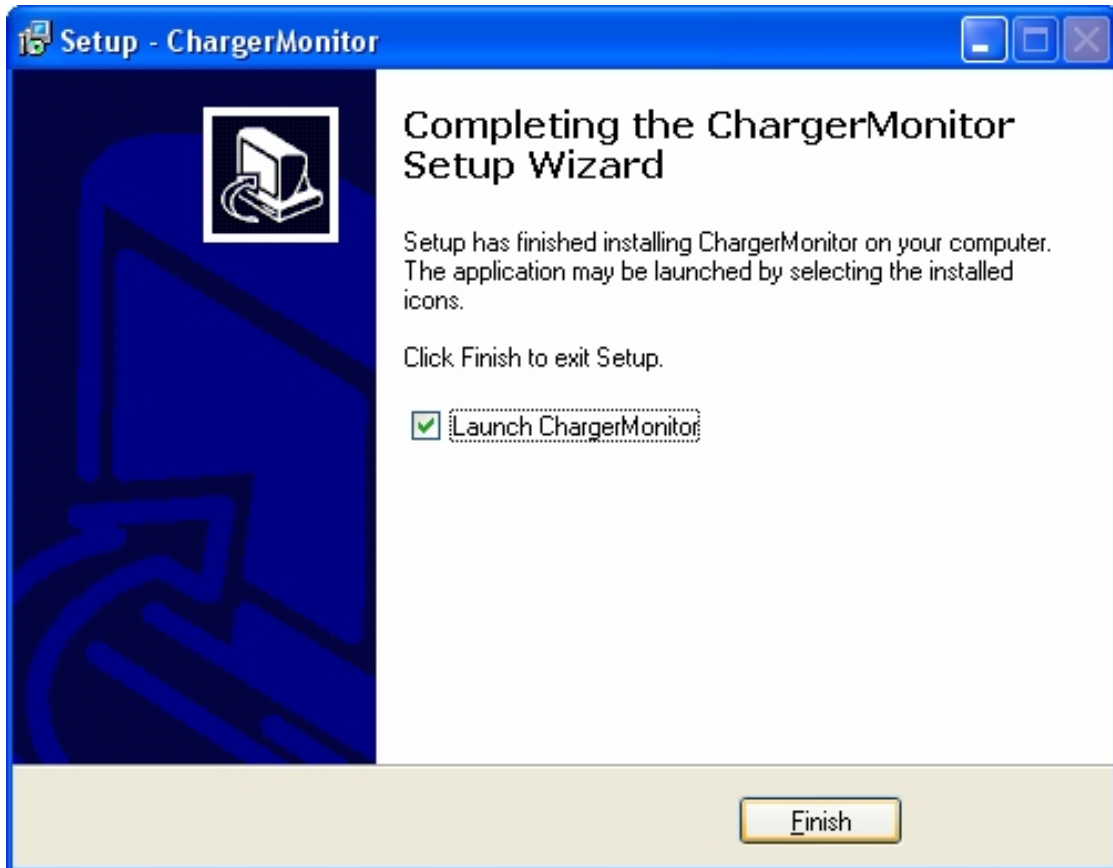 Setup - ChargerMonitor
Completing the ChargerMonitor
Setup Wizard
Setup has finished installing ChargerMonitor on your computer.
The application may be launched by selecting the installed
icons.
Click Finish to exit Setup.
Launch ChargerMonitor
Finish